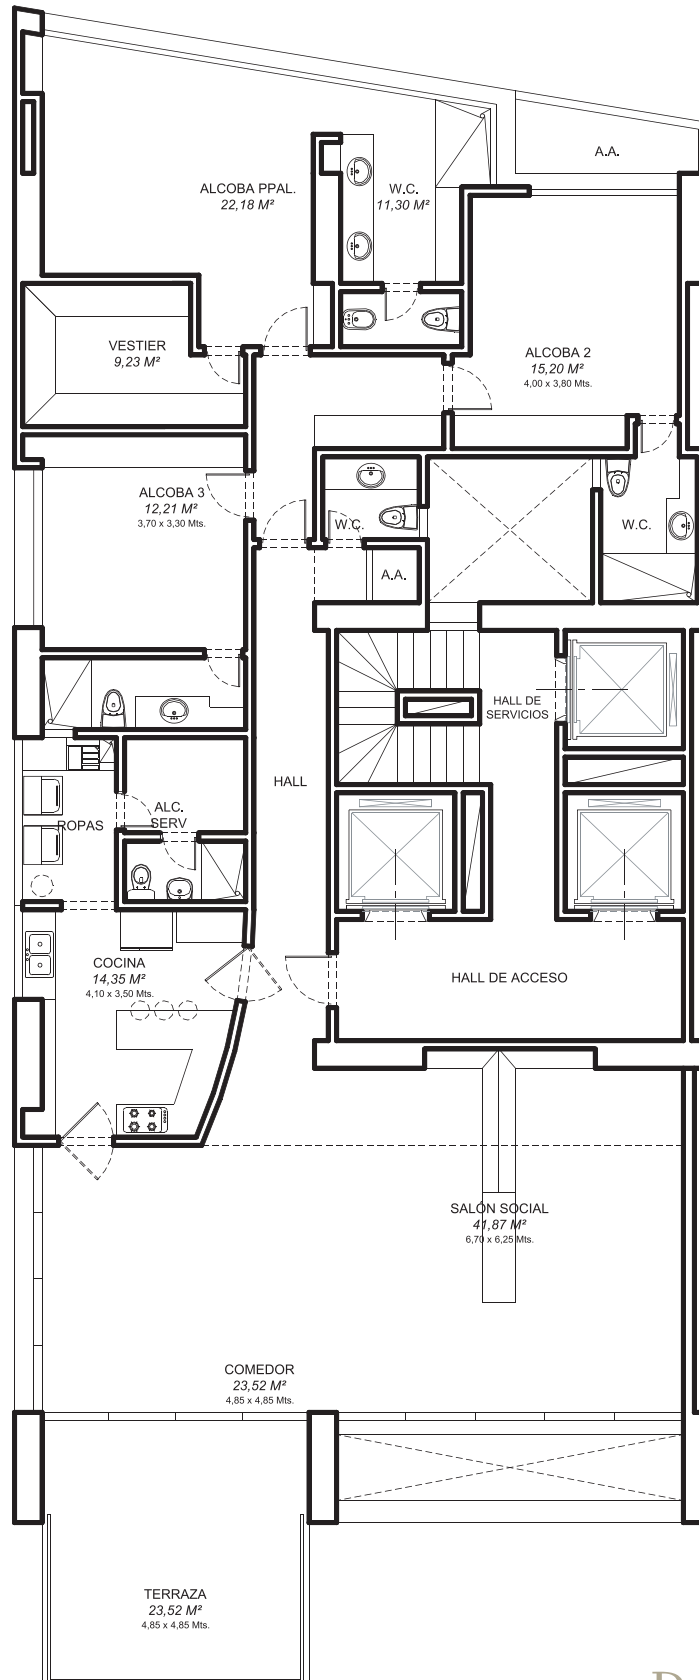 A.A.
ALCOBA PPAL.
22,18 M²
W.C.
11,30 M²
VESTIER
9,23 M²
ALCOBA 2
15,20 M²
4,00 x 3,80 Mts.
ALCOBA 3
12,21 M²
3,70 x 3,30 Mts.
W.C.
W.C.
A.A.
HALL DE
SERVICIOS
HALL
ROPAS
ALC.
SERV
COCINA
14,35 M²
4,10 x 3,50 Mts.
HALL DE ACCESO
SALÓN SOCIAL
41,87 M²
6,70 x 6,25 Mts.
COMEDOR
23,52 M²
4,85 x 4,85 Mts.
TERRAZA
23,52 M²
4,85 x 4,85 Mts.